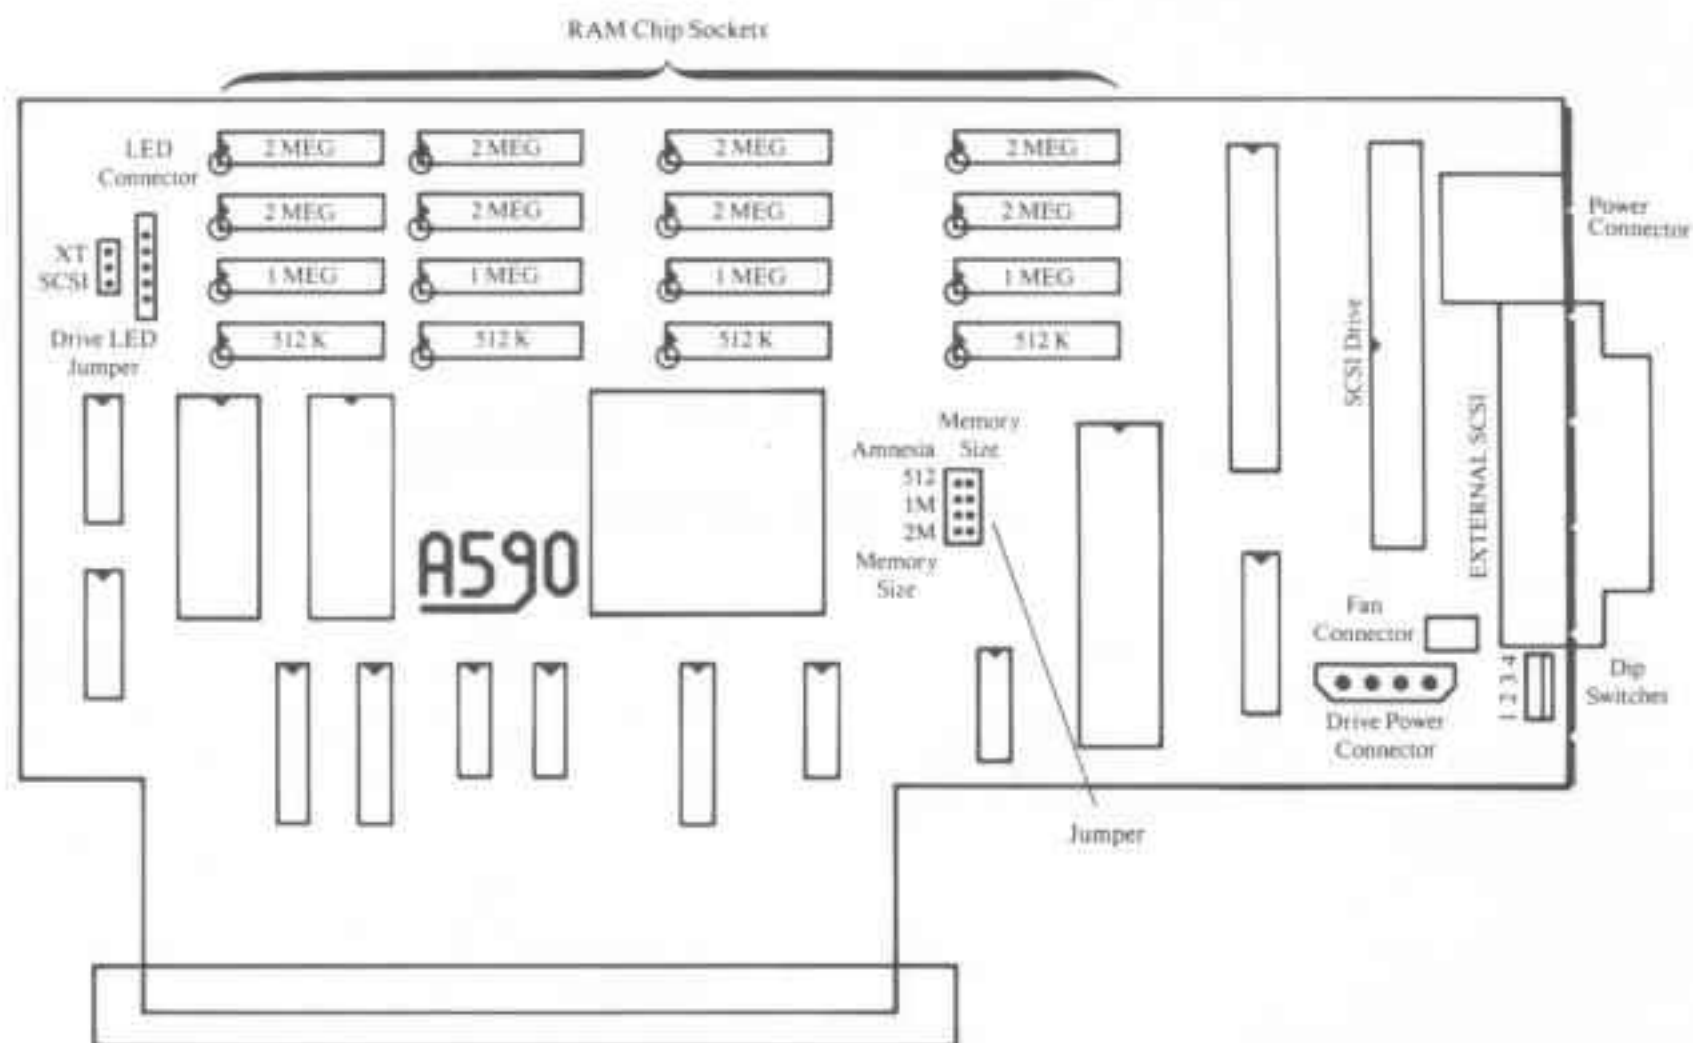 RAM Chip Sockets
LED
Connector
2 MEG 2 MEG 2 MEG 2 MEG
2 MEG 2 MEG 2 MEG 2 MEG
1 MEG 1 MEG 1 MEG 1 MEG
512 K 512 K 512 K 512 K
XT
SCSI
Drive LED
Jumper
Power
Connector
SCSI Drive
EXTERNAL SCSI
Memory
Size
Amnesia
512
1M
2M
Memory
Size
A590
Fan
Connector
1 2 3 4
Dip
Switches
Drive Power
Connector
Jumper